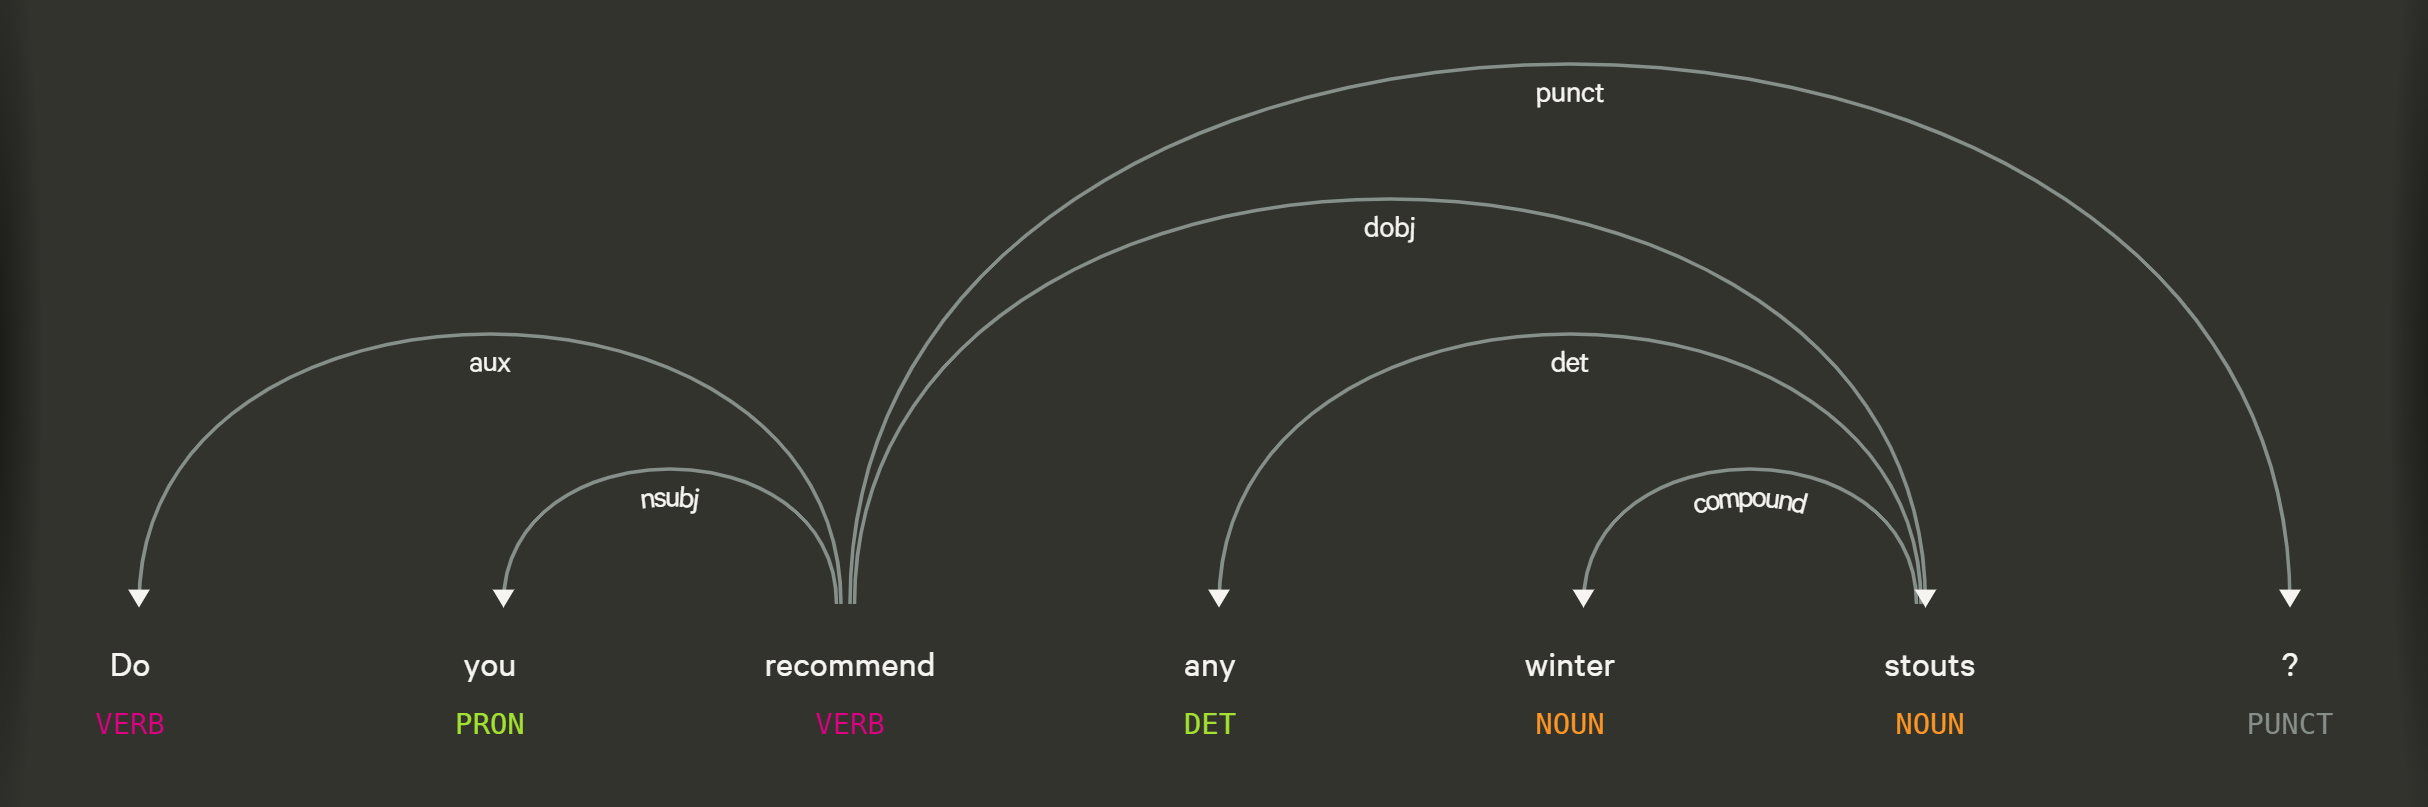 punct
dobj
aux det
nsubj compound
Do you recommend any winter stouts ?
VERB PRON VERB DET NOUN NOUN PUNCT